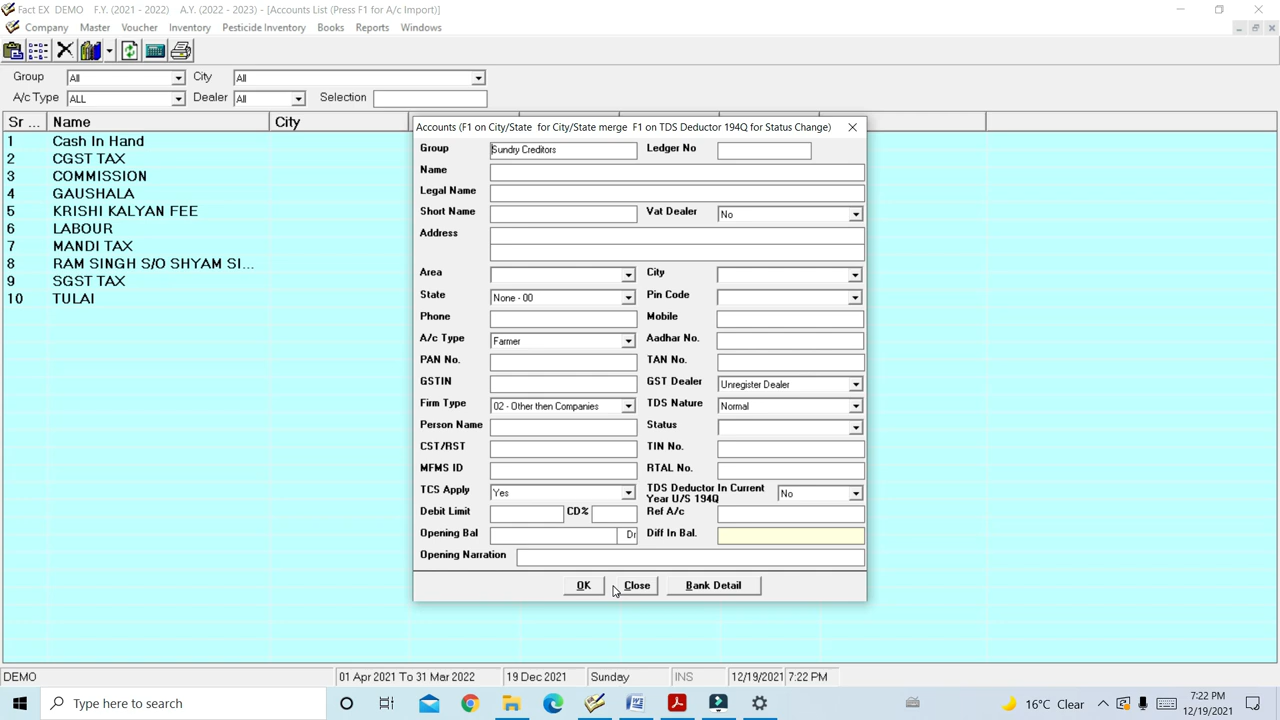 Fact EX DEMO F.Y. (2021 - 2022) A.Y. (2022 - 2023) - [Accounts List (Press F1 for A/c Import)]
Company Master Voucher Inventory Pesticide Inventory Books Reports Windows
Group All City All
A/c Type ALL Dealer All Selection
Sr ... Name City
1 Cash In Hand
2 CGST TAX
3 COMMISSION
4 GAUSHALA
5 KRISHI KALYAN FEE
6 LABOUR
7 MANDI TAX
8 RAM SINGH S/O SHYAM SI...
9 SGST TAX
10 TULAI
Accounts (F1 on City/State for City/State merge F1 on TDS Deductor 194Q for Status Change)
Group Sundry Creditors Ledger No
Name
Legal Name
Short Name Vat Dealer No
Address
Area City
State None - 00 Pin Code
Phone Mobile
A/c Type Farmer Aadhar No.
PAN No. TAN No.
GSTIN GST Dealer Unregister Dealer
Firm Type 02 - Other then Companies TDS Nature Normal
Person Name Status
CST/RST TIN No.
MFMS ID RTAL No.
TCS Apply Yes TDS Deductor In Current Year U/S 194Q No
Debit Limit CD% Ref A/c
Opening Bal Dr Diff In Bal.
Opening Narration
OK Close Bank Detail
DEMO 01 Apr 2021 To 31 Mar 2022 19 Dec 2021 Sunday INS 12/19/2021 7:22 PM
Type here to search 16°C Clear 7:22 PM
12/19/2021